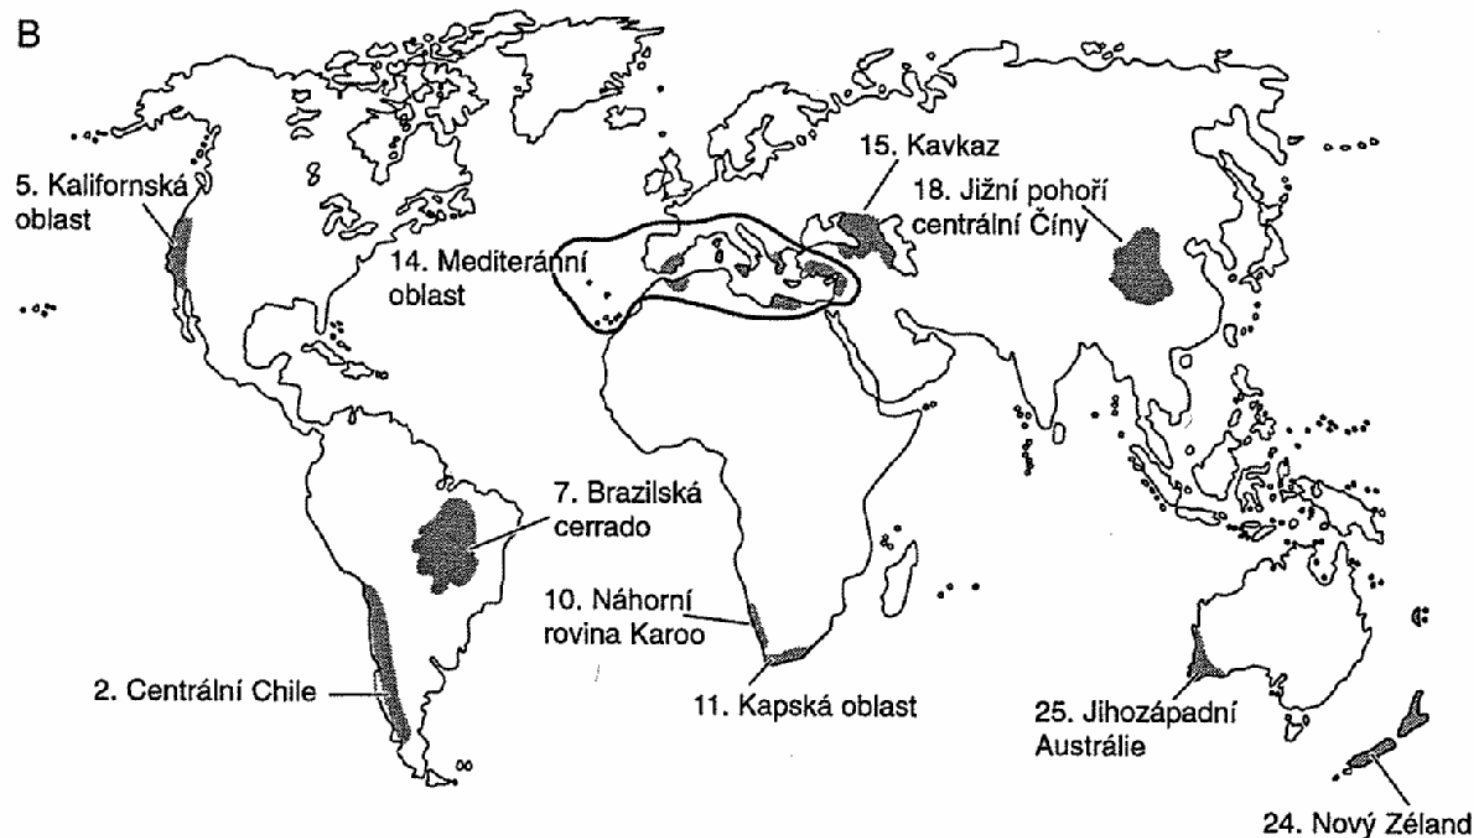 B
15. Kavkaz
5. Kalifornská
oblast
18. Jižní pohoří
centrální Číny
14. Mediteránní
oblast
7. Brazilská
cerrado
10. Náhorní
rovina Karoo
2. Centrální Chile
11. Kapská oblast
25. Jihozápadní
Austrálie
24. Nový Zéland